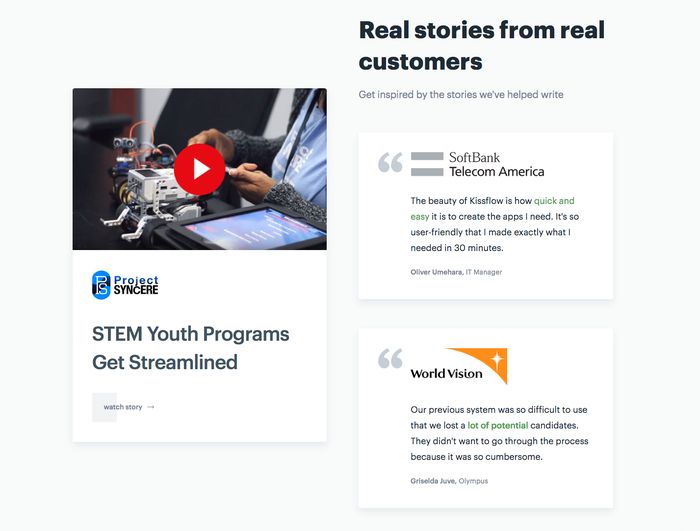 Real stories from real
customers
Get inspired by the stories we've helped write
Project
SYNCERE
STEM Youth Programs
Get Streamlined
watch story →
“
SoftBank
Telecom America
The beauty of Kissflow is how quick and
easy it is to create the apps I need. It's so
user-friendly that I made exactly what I
needed in 30 minutes.
Oliver Umehara, IT Manager
“
World Vision
Our previous system was so difficult to use
that we lost a lot of potential candidates.
They didn't want to go through the process
because it was so cumbersome.
Griselda Juve, Olympus